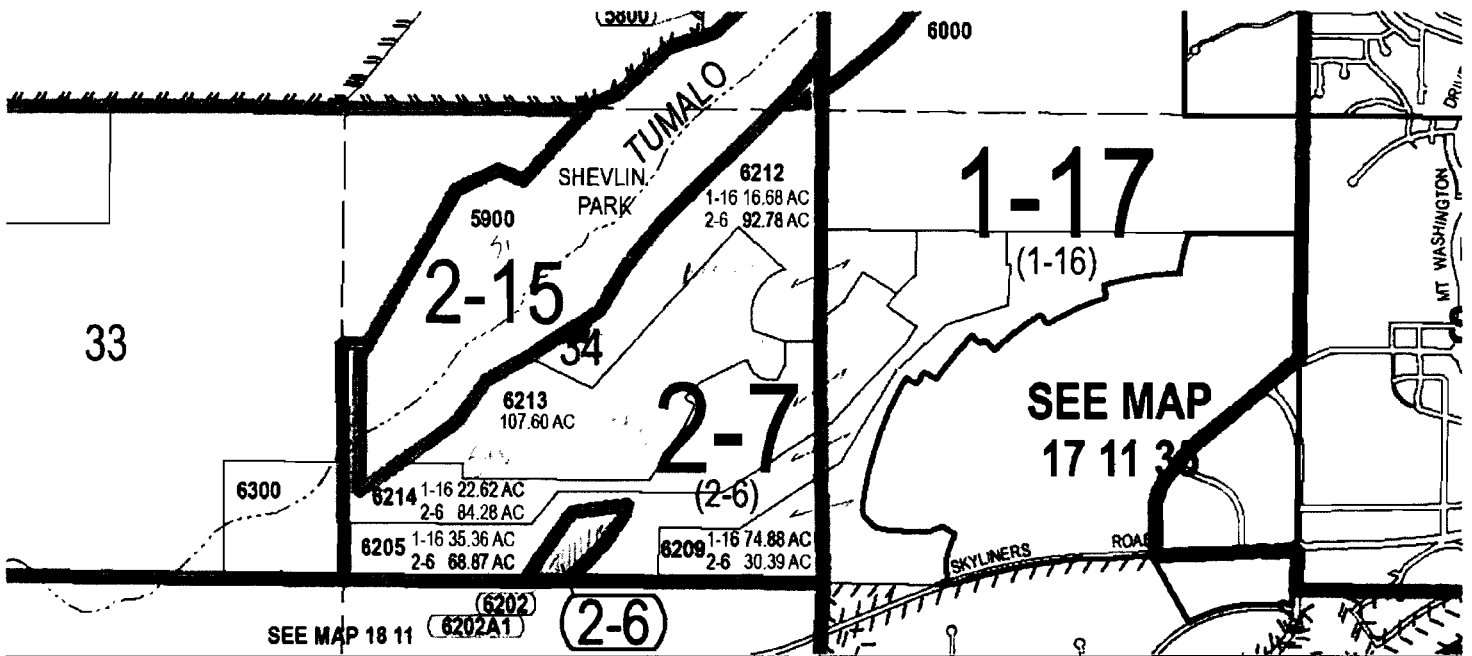 (5800)
6000
TUMALO
SHEVLIN
PARK
6212
1-16 16.68 AC
2-6 92.78 AC
1-17
(1-16)
MT WASHINGTON
5900
2-15
33
34
6213
107.60 AC
2-7
(2-6)
SEE MAP
17 11 35
6300
6214
1-16 22.62 AC
2-6 84.28 AC
6205
1-16 35.36 AC
2-6 68.87 AC
6209
1-16 74.88 AC
2-6 30.39 AC
SKYLINERS ROAD
(6202)
(6202A1)
(2-6)
SEE MAP 18 11